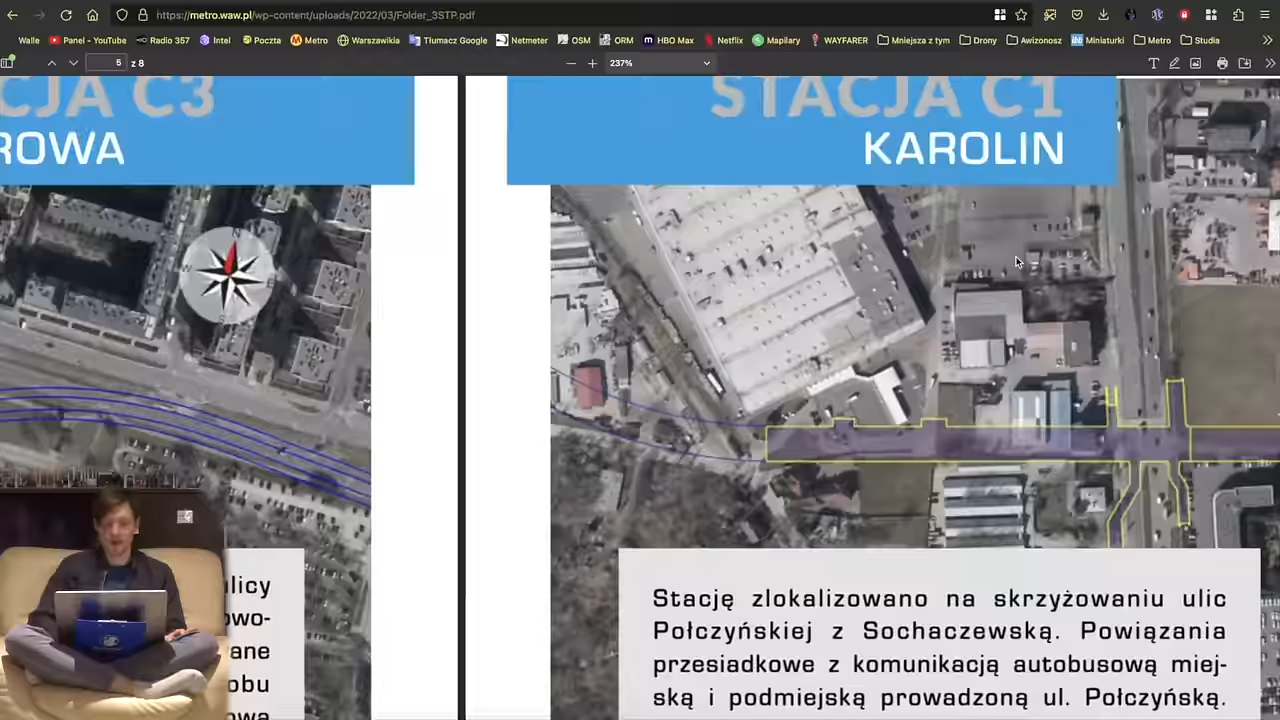 https://metro.waw.pl/wp-content/uploads/2022/03/Folder_3STP.pdf
Walle Panel - YouTube Radio 357 Intel Poczta Metro Warszawikia Tłumacz Google Netmeter OSM ORM HBO Max Netflix Mapilary WAYFARER Mniejsza z tym Drony Awizonosz Miniaturki Metro Studia
5 z 8 237%
CJA C3
ROWA
STACJA C1
KAROLIN
ulicy
owo-
ane
obu
owa
Stację zlokalizowano na skrzyżowaniu ulic
Połczyńskiej z Sochaczewską. Powiązania
przesiadkowe z komunikacją autobusową miej-
ską i podmiejską prowadzoną ul. Połczyńską.